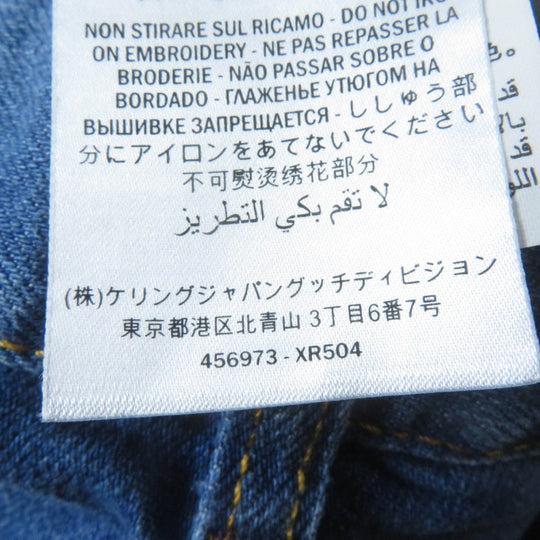 NON STIRARE SUL RICAMO - DO NOT IRO
ON EMBROIDERY - NE PAS REPASSER LA
BRODERIE - NÃO PASSAR SOBRE O
BORDADO - ГЛАЖЕНЬЕ УТЮГОМ НА
ВЫШИВКЕ ЗАПРЕЩАЕТСЯ - ししゅう部
分にアイロンをあてないでください
不可熨烫绣花部分
لا تقم بكي التطريز
(株)ケリングジャパングッチディビジョン
東京都港区北青山 3丁目6番7号
456973 - XR504